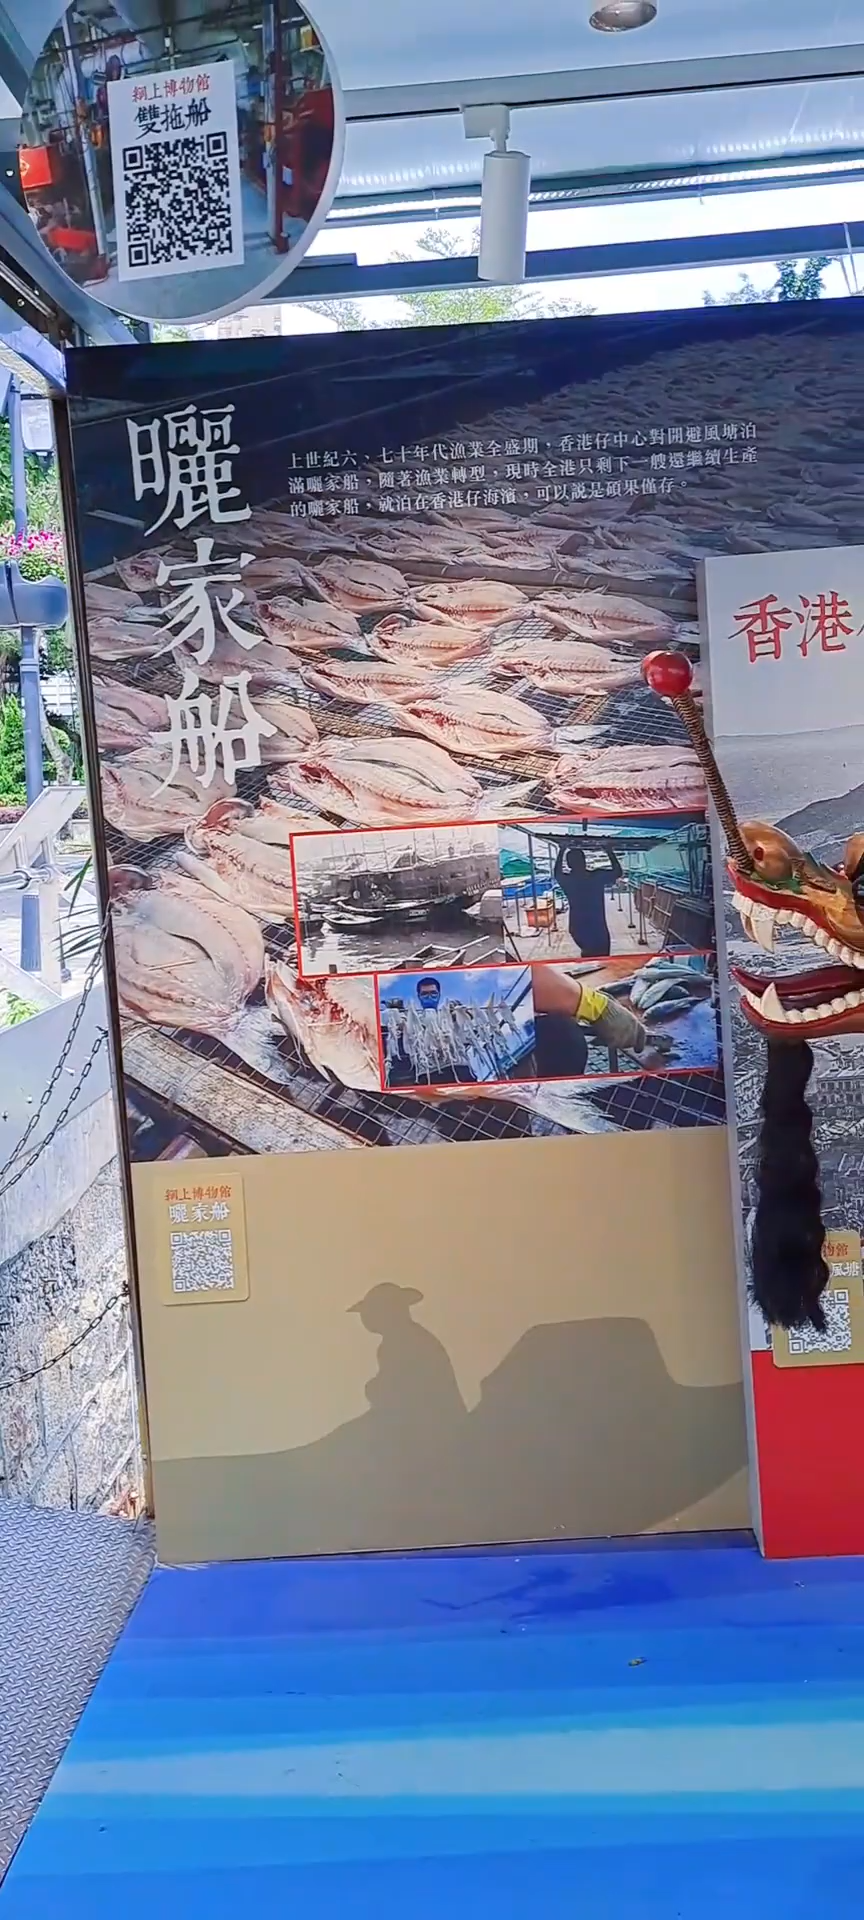 網上博物館
雙拖船
曬家船
上世紀六、七十年代漁業全盛期，香港仔中心對開避風塘泊
滿曬家船，隨著漁業轉型，現時全港只剩下一艘還繼續生產
的曬家船，就泊在香港仔海濱，可以說是碩果僅存。
香港
網上博物館
曬家船
物館
風塘